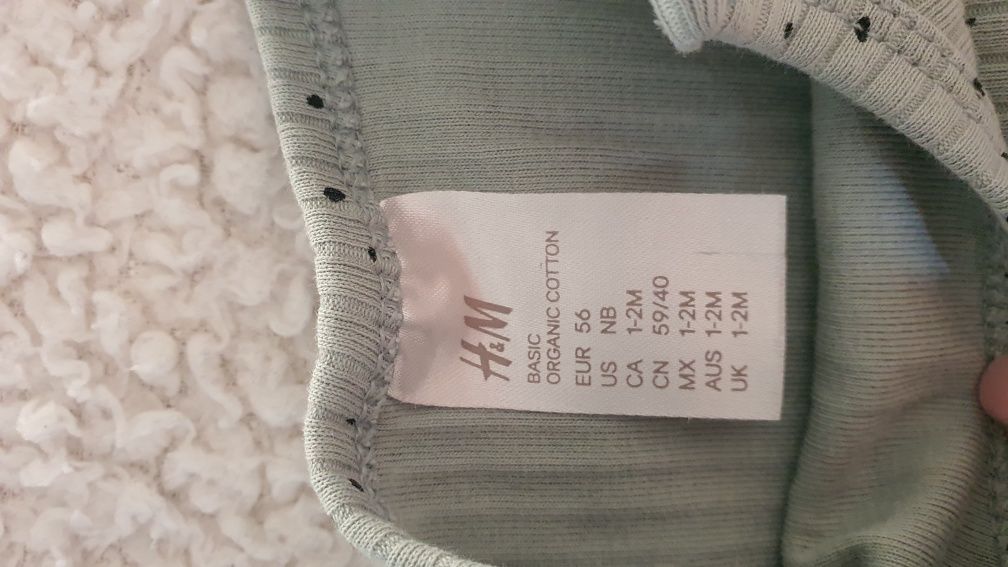 H&M
BASIC
ORGANIC COTTON
EUR 56
US NB
CA 1-2M
CN 59/40
MX 1-2M
AUS 1-2M
UK 1-2M